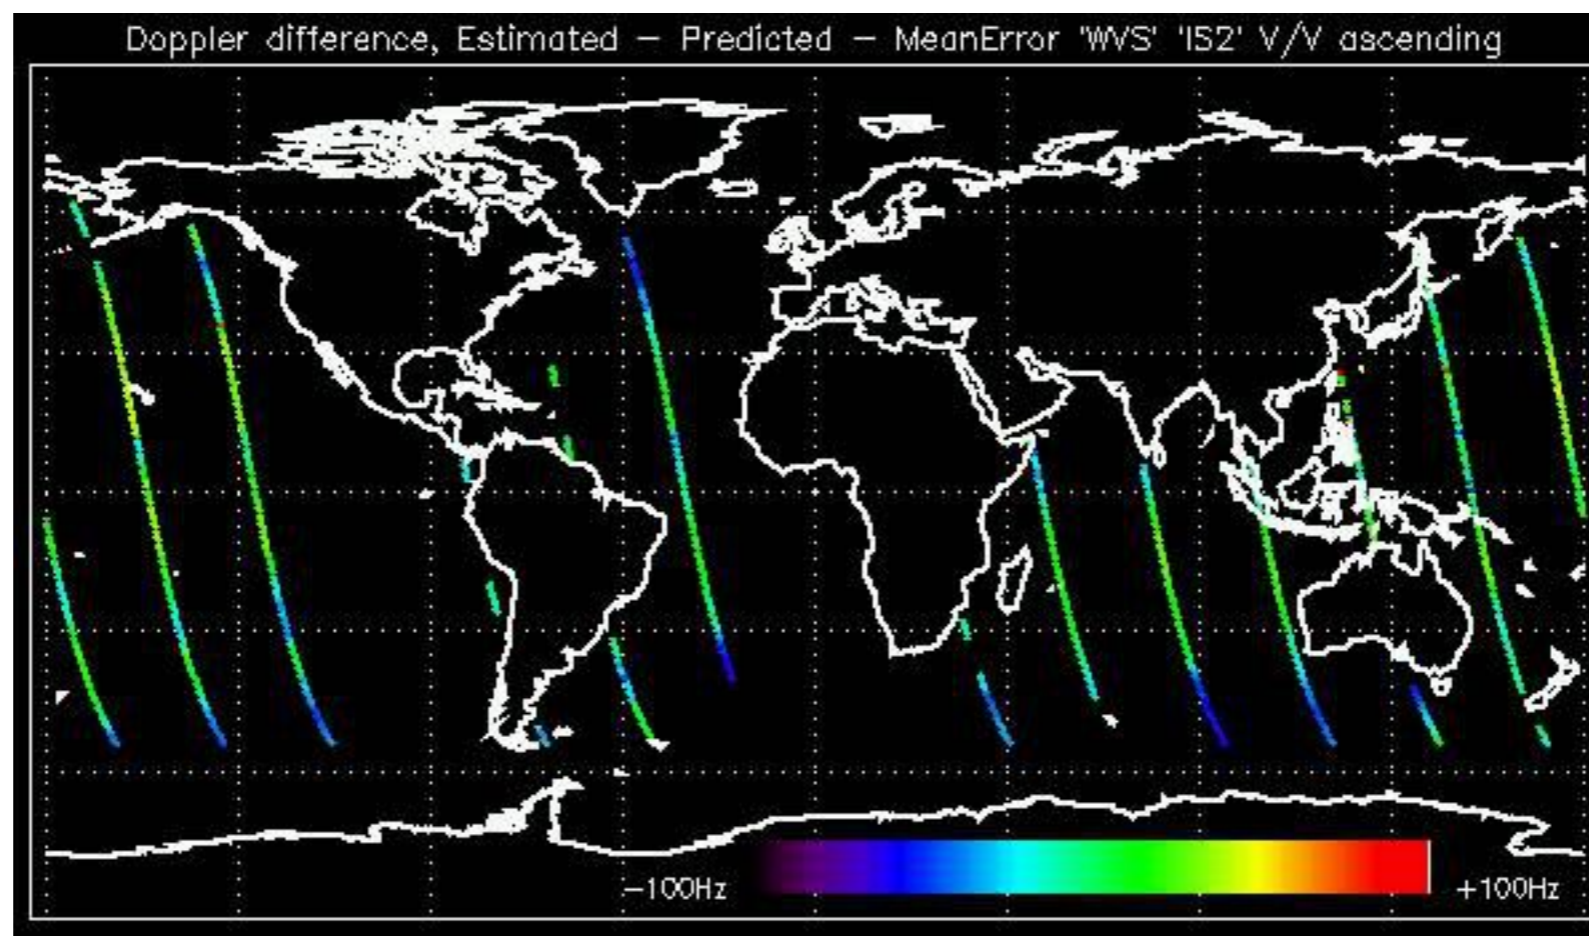 Doppler difference, Estimated – Predicted – MeanError 'WVS' 'IS2' V/V ascending
–100Hz +100Hz